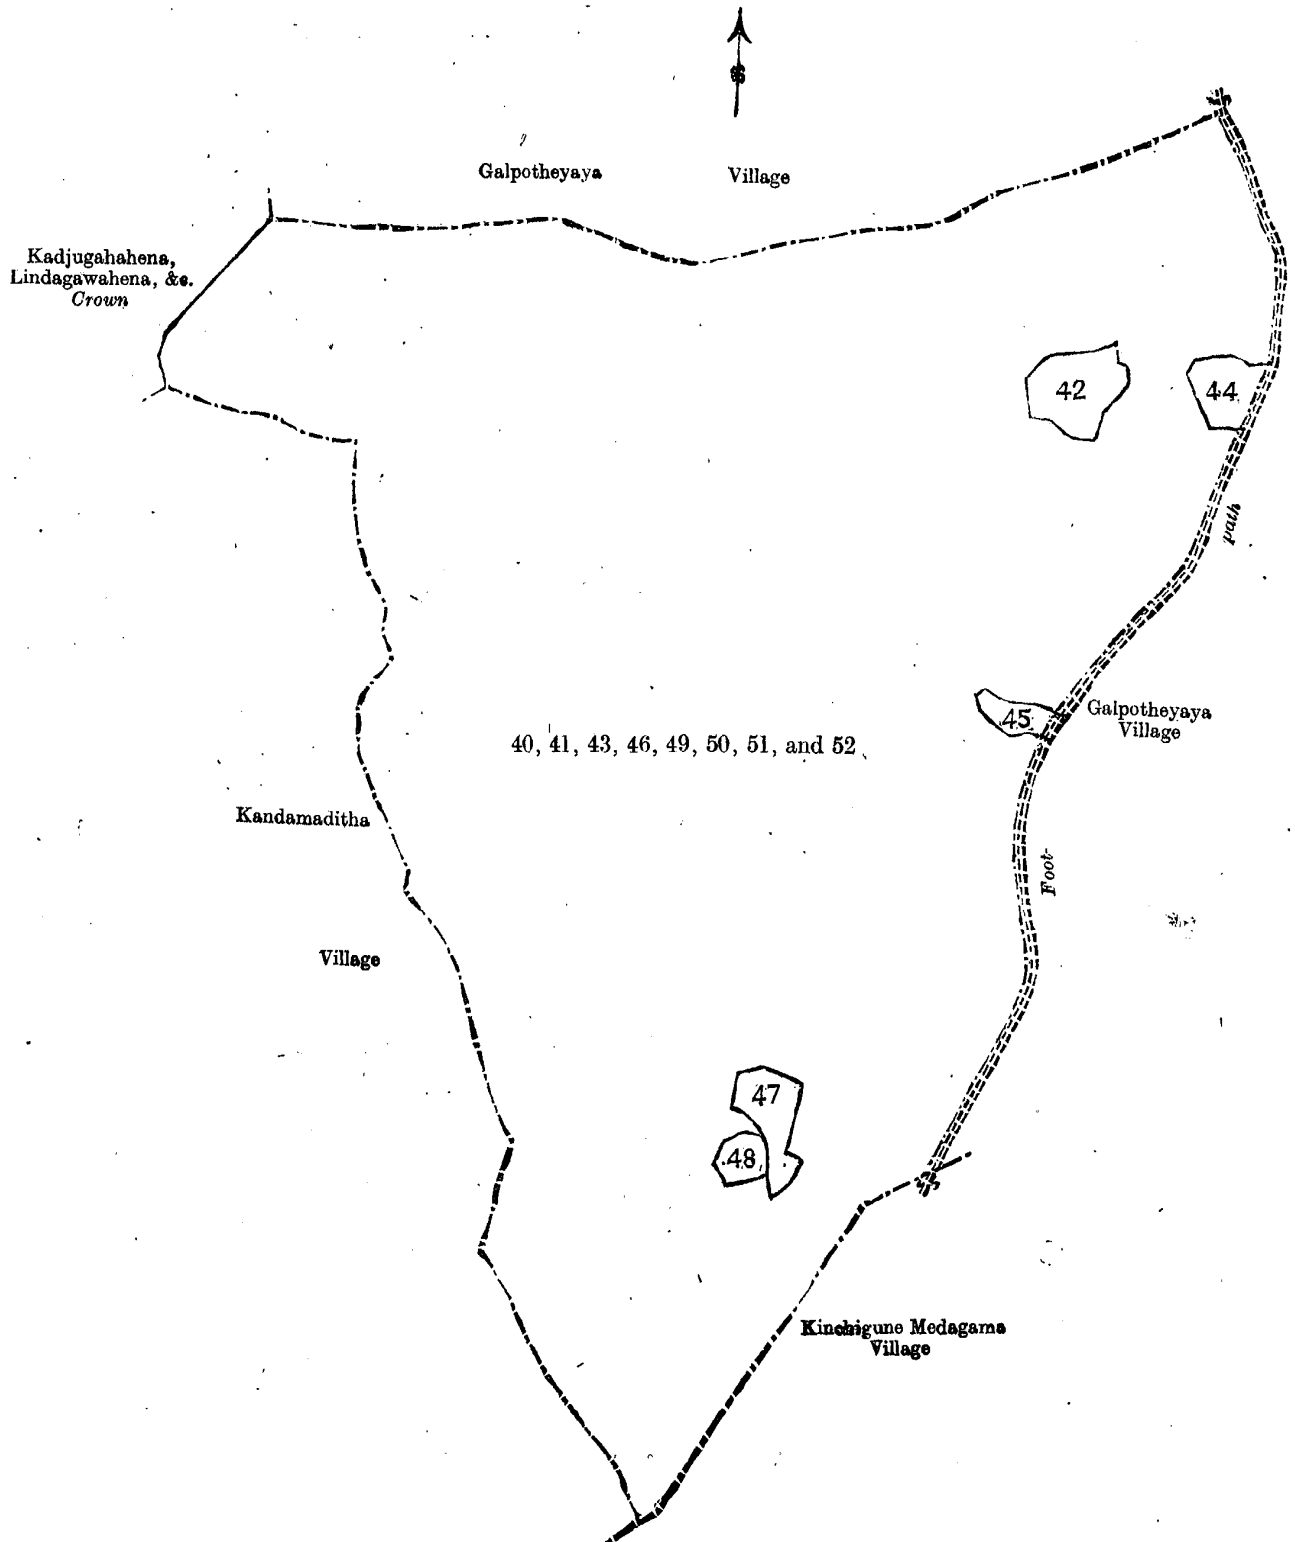 Galpotheyaya Village
Kadjugahahena,
Lindagawahena, &c.
Crown
42
44
path
45
Galpotheyaya
Village
40, 41, 43, 46, 49, 50, 51, and 52
Kandamaditha
Foot-
Village
47
48
Kinchigune Medagama
Village